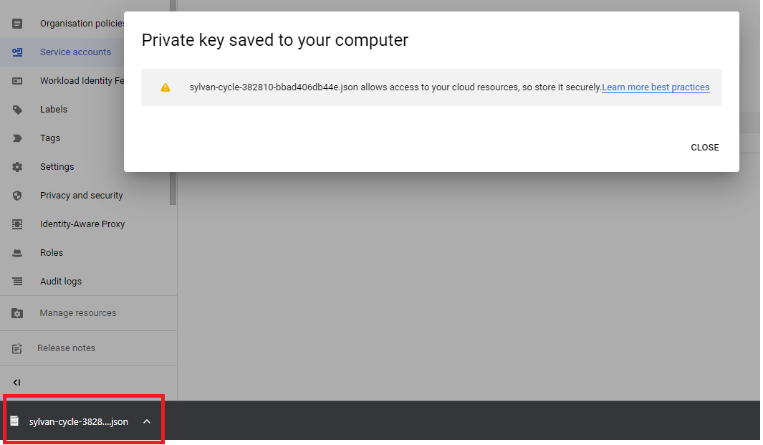 Organisation policies
Service accounts
Workload Identity Fe
Labels
Tags
Settings
Privacy and security
Identity-Aware Proxy
Roles
Audit logs
Manage resources
Release notes
Private key saved to your computer
sylvan-cycle-382810-bbad406db44e.json allows access to your cloud resources, so store it securely.Learn more best practices
CLOSE
sylvan-cycle-3828....json